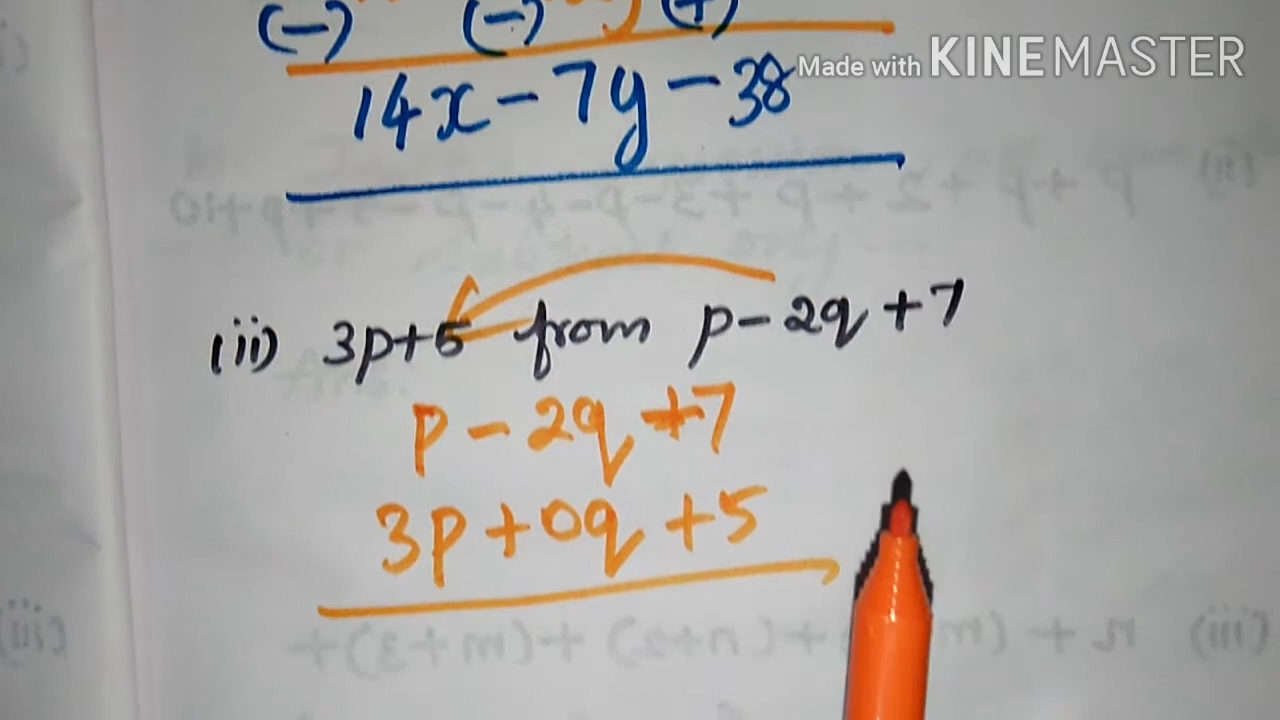 (-) (-) (+)
14x - 7y - 38
Made with KINEMASTER
(ii) 3p+5 from p - 2q + 7
p - 2q + 7
3p + 0q + 5